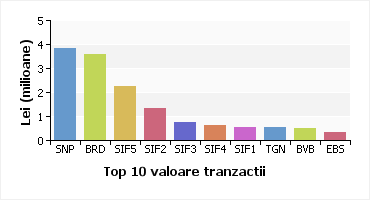 5
4
3
2
1
0
Lei (milioane)
SNP BRD SIF5 SIF2 SIF3 SIF4 SIF1 TGN BVB EBS
Top 10 valoare tranzactii